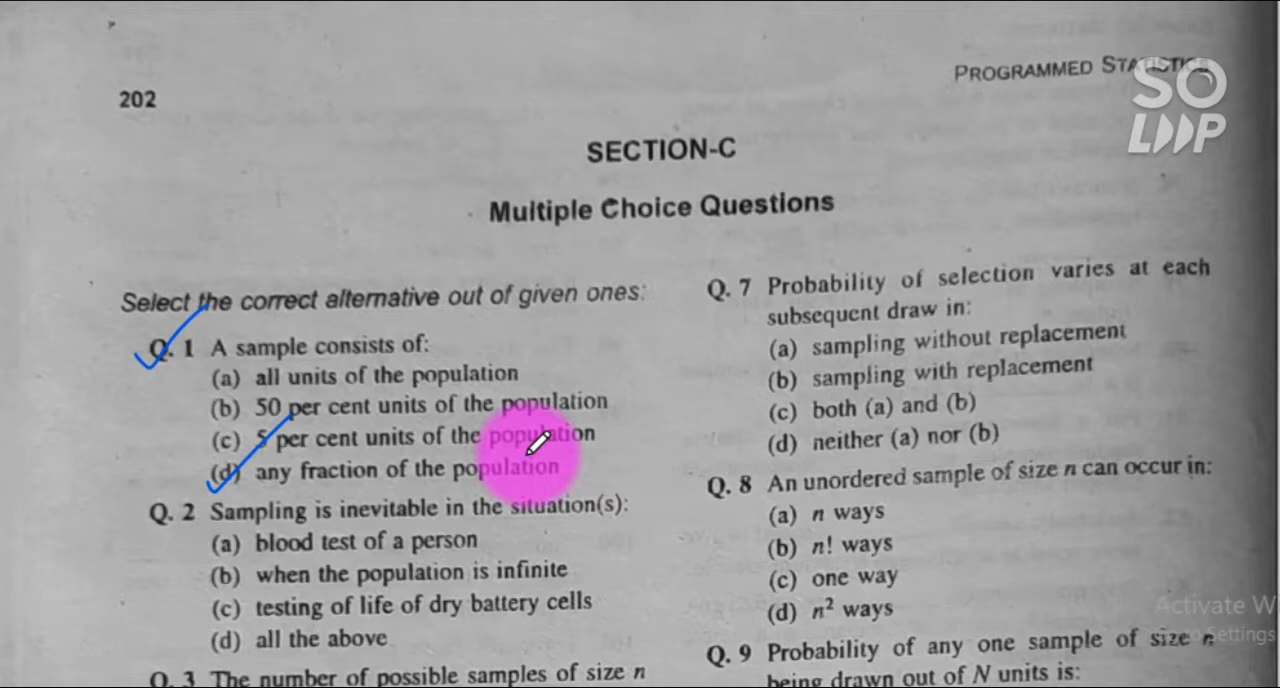 PROGRAMMED
SO
LOOP
202
SECTION-C
Multiple Choice Questions
Select the correct alternative out of given ones:
Q. 1 A sample consists of:
(a) all units of the population
(b) 50 per cent units of the population
(c) 5 per cent units of the population
(d) any fraction of the population
Q. 2 Sampling is inevitable in the situation(s):
(a) blood test of a person
(b) when the population is infinite
(c) testing of life of dry battery cells
(d) all the above
Q. 3 The number of possible samples of size n
Q. 7 Probability of selection varies at each
subsequent draw in:
(a) sampling without replacement
(b) sampling with replacement
(c) both (a) and (b)
(d) neither (a) nor (b)
Q. 8 An unordered sample of size n can occur in:
(a) n ways
(b) n! ways
(c) one way
(d) n² ways
Q. 9 Probability of any one sample of size n
being drawn out of N units is:
Activate W
Settings